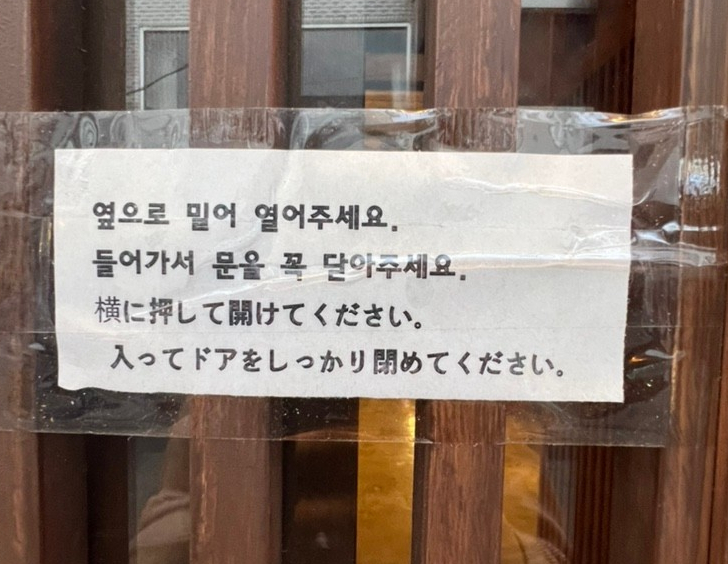 옆으로 밀어 열어주세요.
들어가서 문을 꼭 닫아주세요.
横に押して開けてください。
入ってドアをしっかり閉めてください。